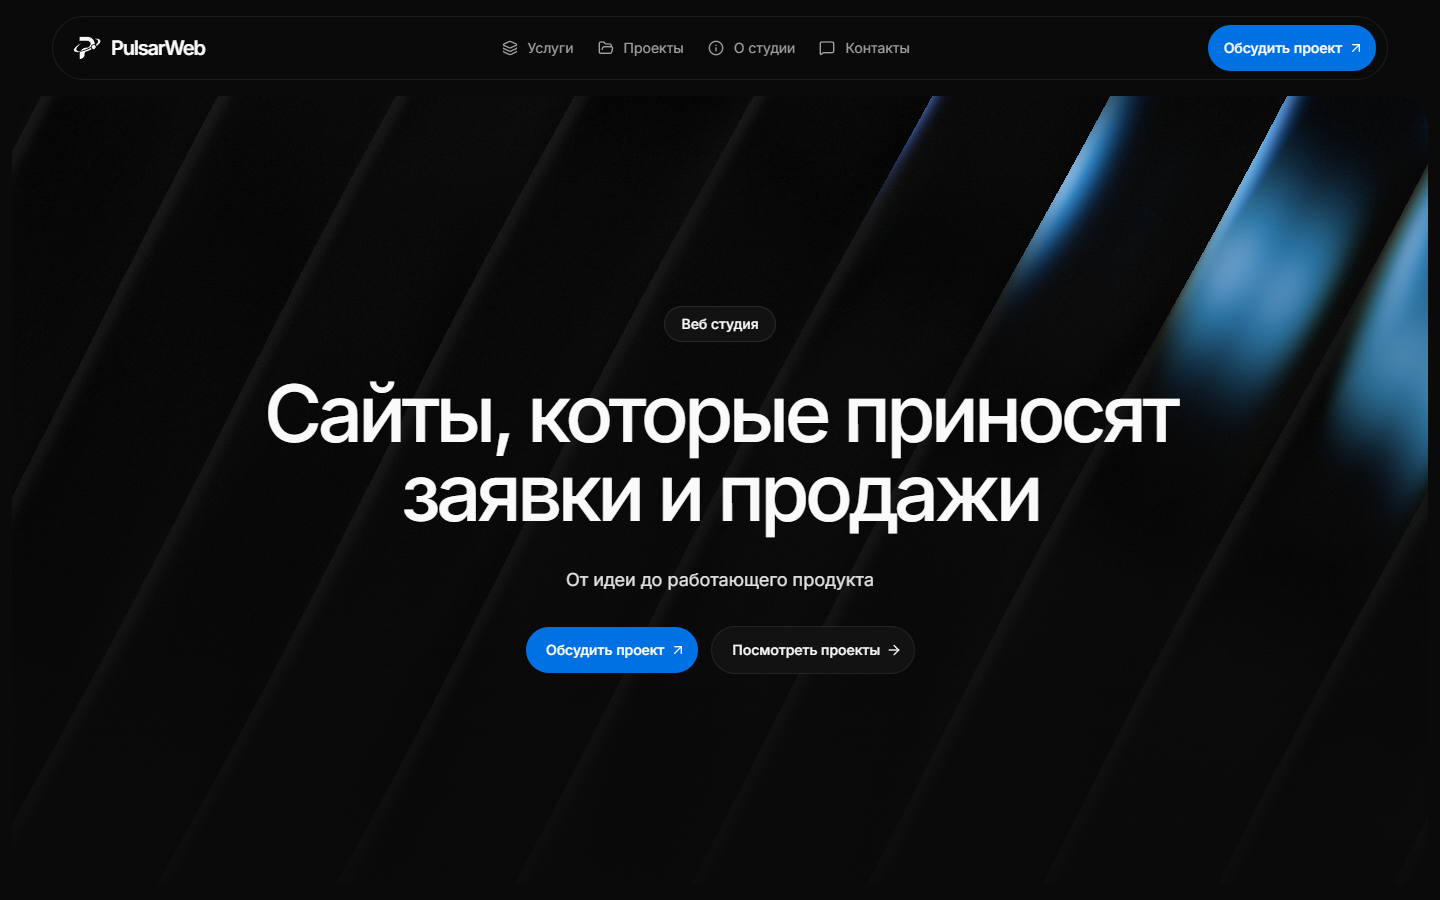 PulsarWeb
Услуги
Проекты
О студии
Контакты
Обсудить проект
Веб студия
Сайты, которые приносят
заявки и продажи
От идеи до работающего продукта
Обсудить проект
Посмотреть проекты